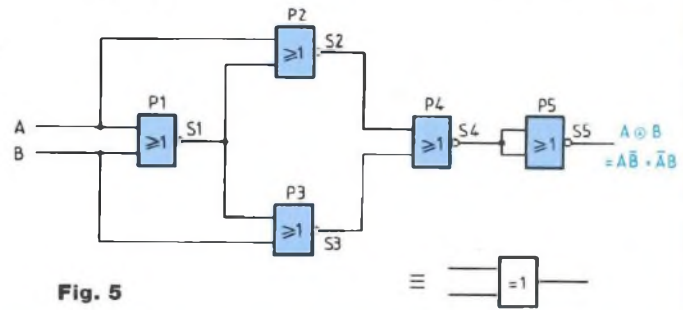 P2
≥1
S2
P1
P4
P5
A
S1
S4
S5
A ⊙ B
≥1
≥1
≥1
B
= AB̅ + A̅B
P3
≥1
S3
≡
=1
Fig. 5